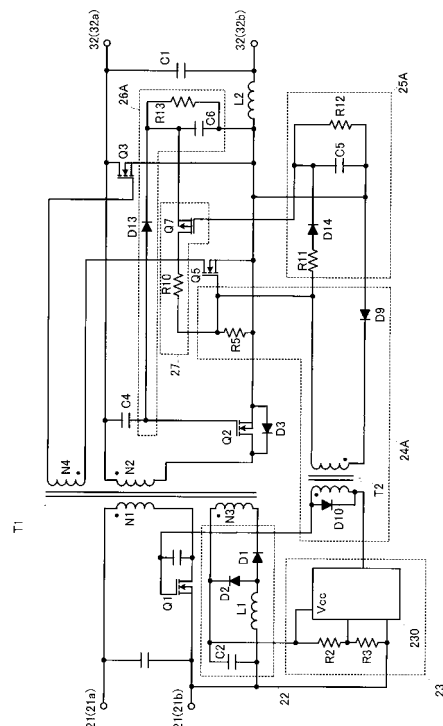 T1
21(21a)
21(21b)
32(32a)
32(32b)
N1
N2
N3
N4
Q1
C4
Q2
D3
D13
Q3
C1
26A
R13
C6
L2
Q7
R10
Q5
R5
27
25A
R12
C5
D14
R11
D9
24A
T2
D10
D1
D2
L1
C2
22
Vcc
R2
R3
230
23